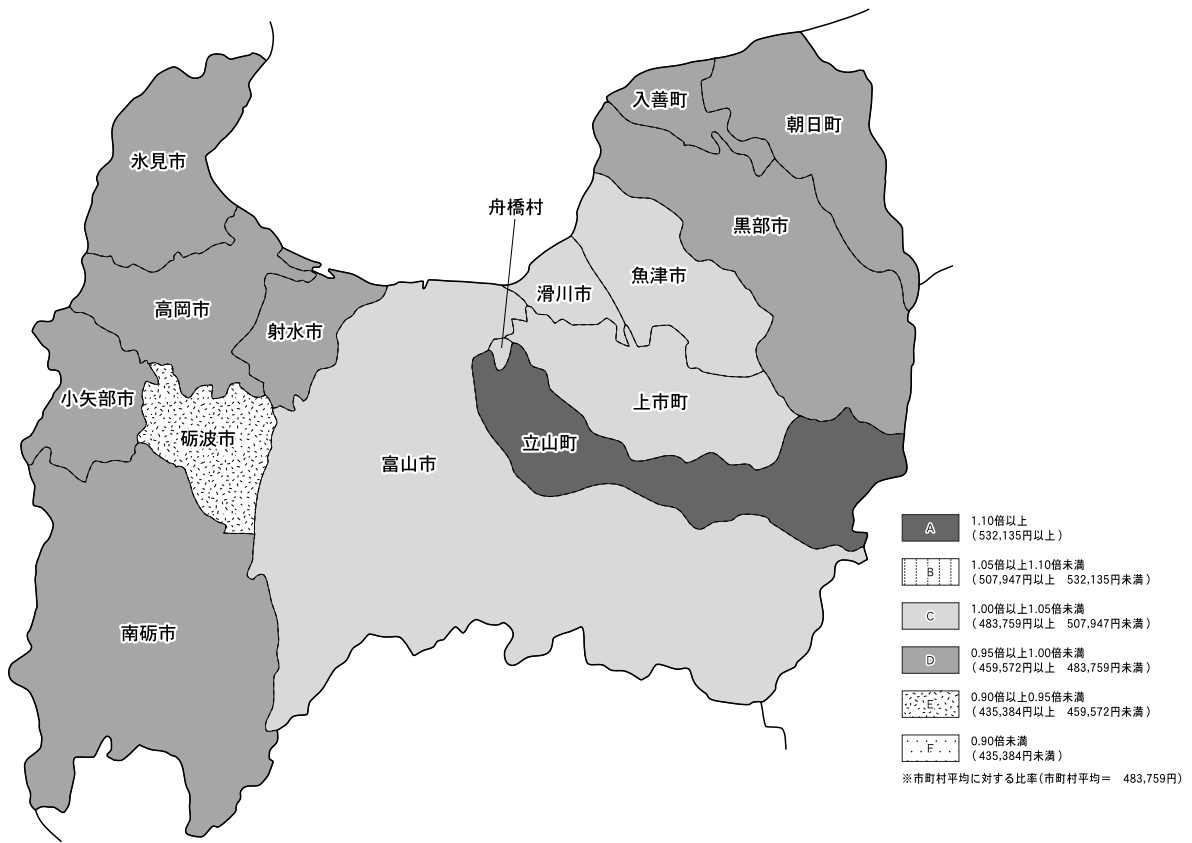 入善町
朝日町
氷見市
舟橋村
黒部市
魚津市
滑川市
高岡市
射水市
小矢部市
上市町
砺波市
立山町
富山市
南砺市
A
1.10倍以上
(532,135円以上)
B
1.05倍以上1.10倍未満
(507,947円以上　532,135円未満)
C
1.00倍以上1.05倍未満
(483,759円以上　507,947円未満)
D
0.95倍以上1.00倍未満
(459,572円以上　483,759円未満)
E
0.90倍以上0.95倍未満
(435,384円以上　459,572円未満)
F
0.90倍未満
(435,384円未満)
※市町村平均に対する比率(市町村平均＝　483,759円)